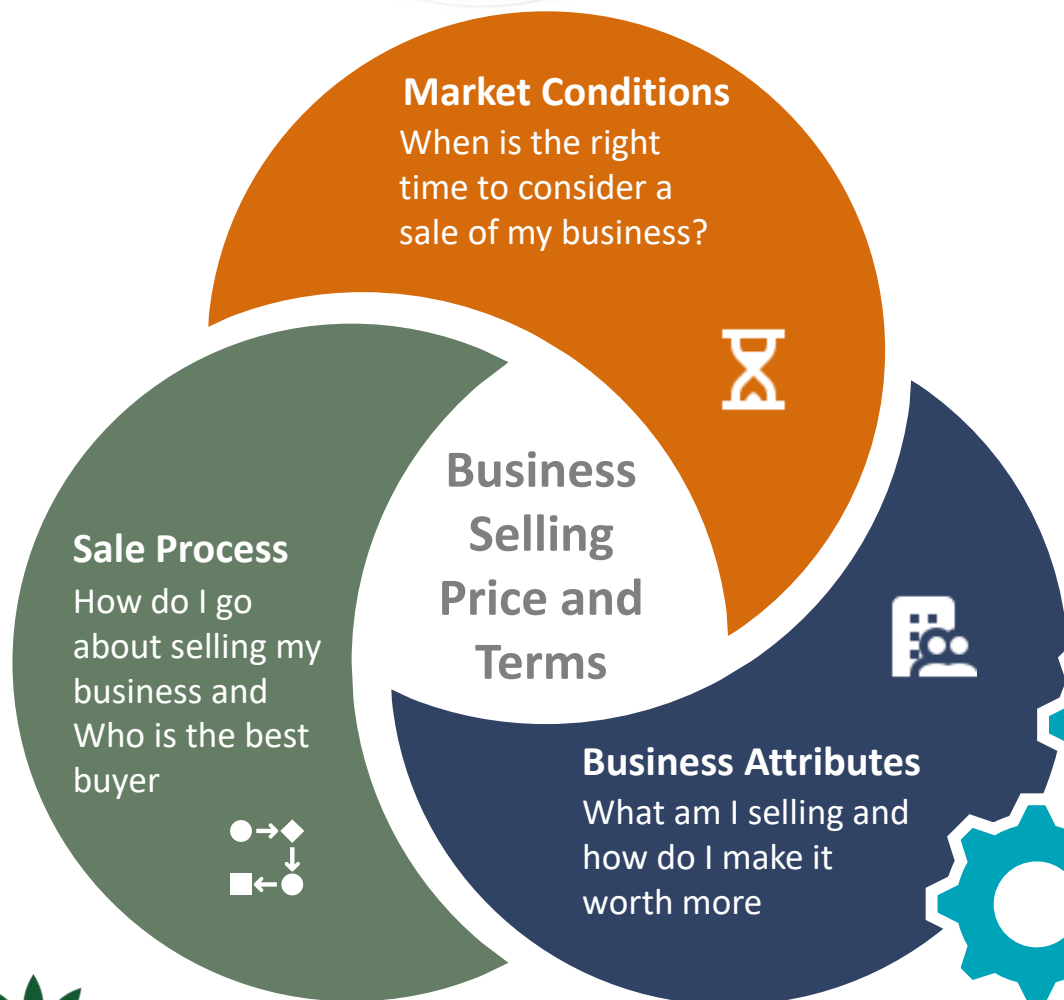 Market Conditions
When is the right
time to consider a
sale of my business?
Business
Selling
Price and
Terms
Sale Process
How do I go
about selling my
business and
Who is the best
buyer
Business Attributes
What am I selling and
how do I make it
worth more